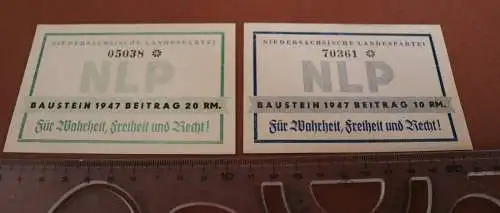 NIEDERSÄCHSISCHE LANDESPARTEI
05038
NLP
BAUSTEIN 1947 BEITRAG 20 RM.
Für Wahrheit, Freiheit und Recht!
NIEDERSÄCHSISCHE LANDESPARTEI
70361
NLP
BAUSTEIN 1947 BEITRAG 10 RM.
Für Wahrheit, Freiheit und Recht!